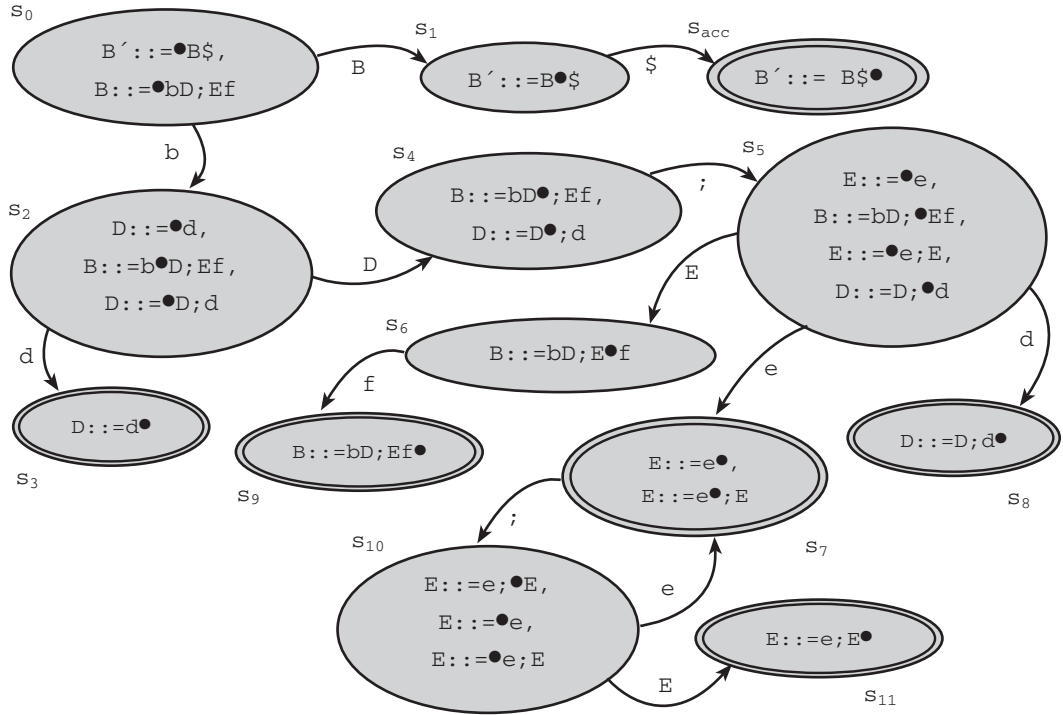 s0
B´::=●B$,
B::=●bD;Ef
B
s1
B´::=B●$
$
sacc
B´::= B$●
b
s2
D::=●d,
B::=b●D;Ef,
D::=●D;d
D
s4
B::=bD●;Ef,
D::=D●;d
;
s5
E::=●e,
B::=bD;●Ef,
E::=●e;E,
D::=D;●d
d
D::=d●
s3
E
s6
B::=bD;E●f
f
B::=bD;Ef●
s9
e
E::=e●,
E::=e●;E
s7
d
D::=D;d●
s8
;
s10
E::=e;●E,
E::=●e,
E::=●e;E
e
E
E::=e;E●
s11